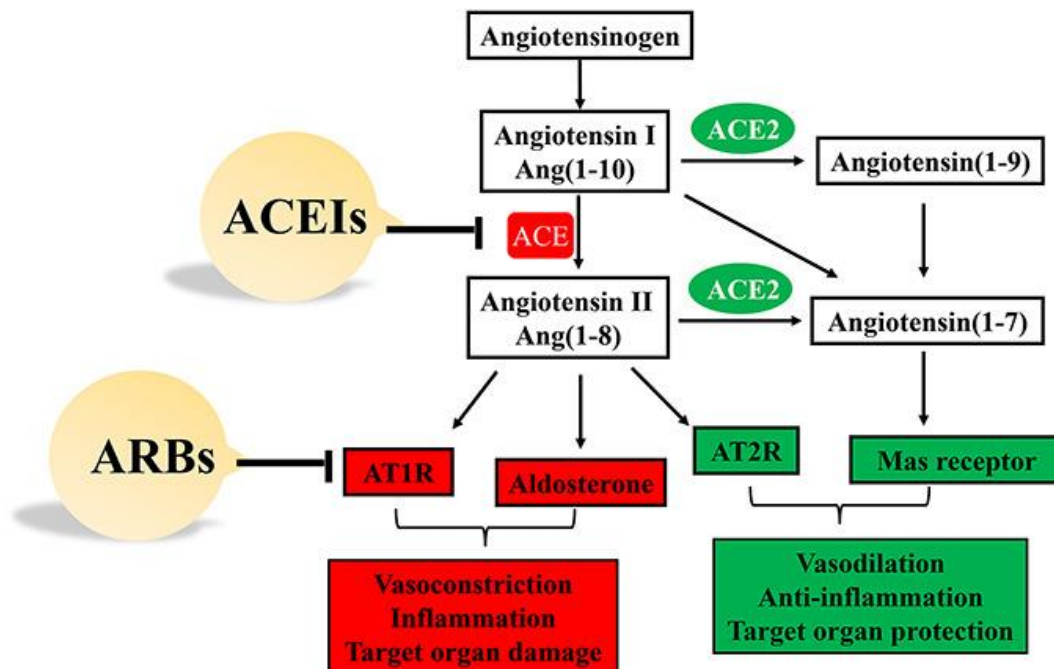 Angiotensinogen
Angiotensin I
Ang(1-10)
ACE2
Angiotensin(1-9)
ACEIs
ACE
Angiotensin II
Ang(1-8)
ACE2
Angiotensin(1-7)
ARBs
AT1R
Aldosterone
AT2R
Mas receptor
Vasoconstriction
Inflammation
Target organ damage
Vasodilation
Anti-inflammation
Target organ protection